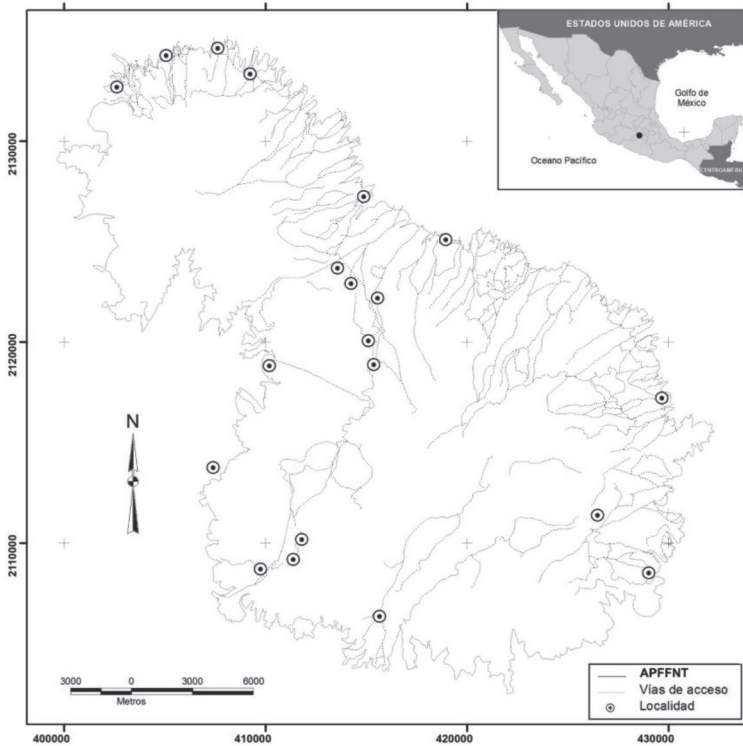 ESTADOS UNIDOS DE AMÉRICA
Golfo de
México
Oceano Pacífico
CENTROAMÉRICA
2130000
2120000
2110000
N
3000 0 3000 6000
Metros
APFFNT
Vías de acceso
Localidad
400000 410000 420000 430000